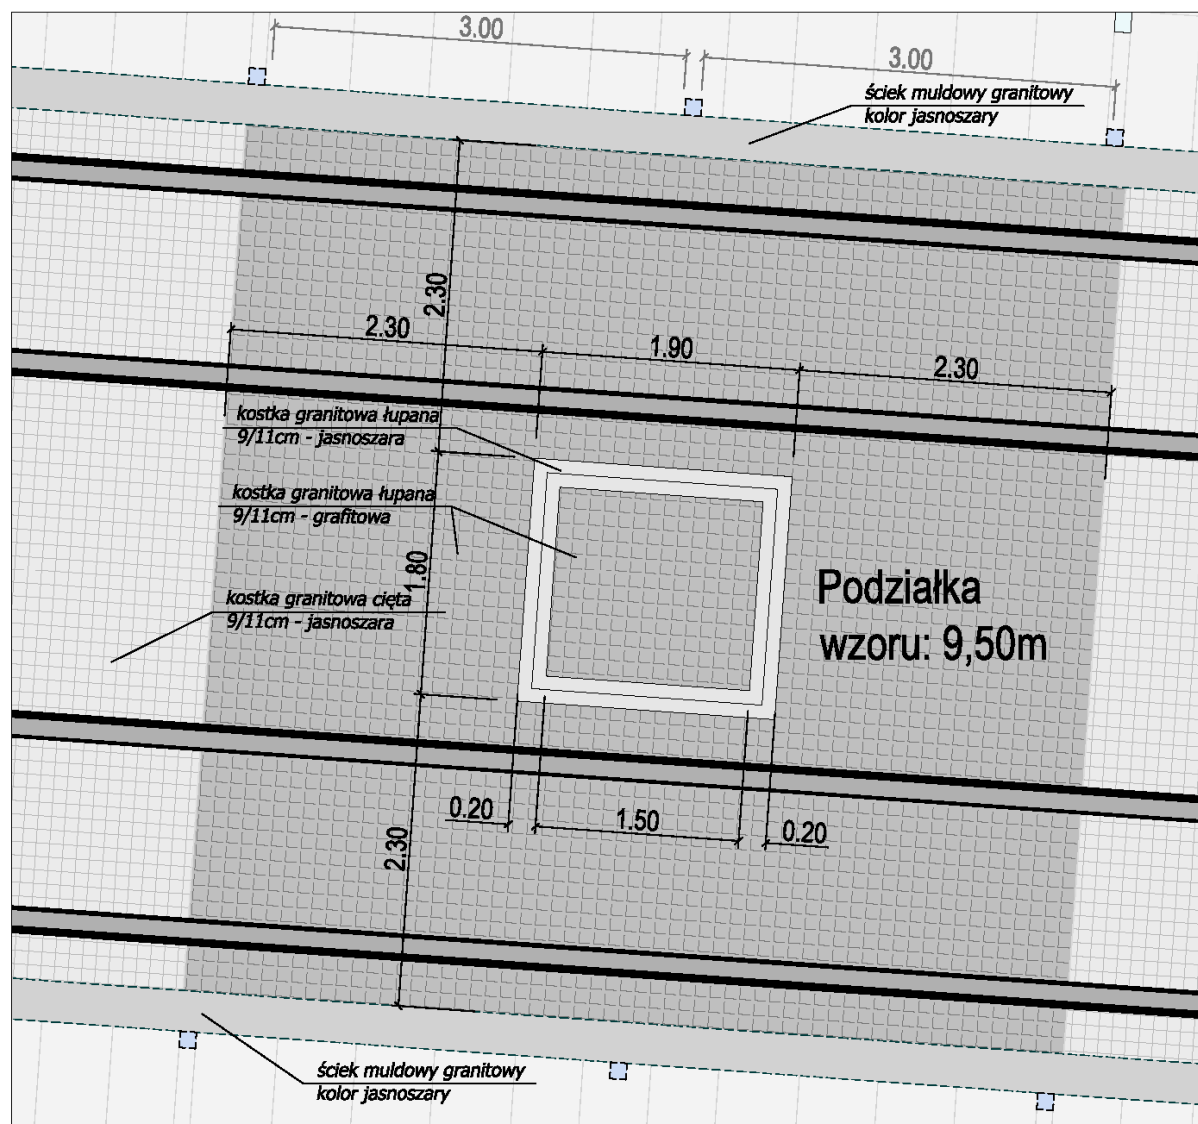 3.00
3.00
ściek muldowy granitowy
kolor jasnoszary
2.30
2.30
1.90
2.30
kostka granitowa łupana
9/11cm - jasnoszara
kostka granitowa łupana
9/11cm - grafitowa
1.80
kostka granitowa cięta
9/11cm - jasnoszara
Podziałka
wzoru: 9,50m
0.20
1.50
0.20
2.30
ściek muldowy granitowy
kolor jasnoszary